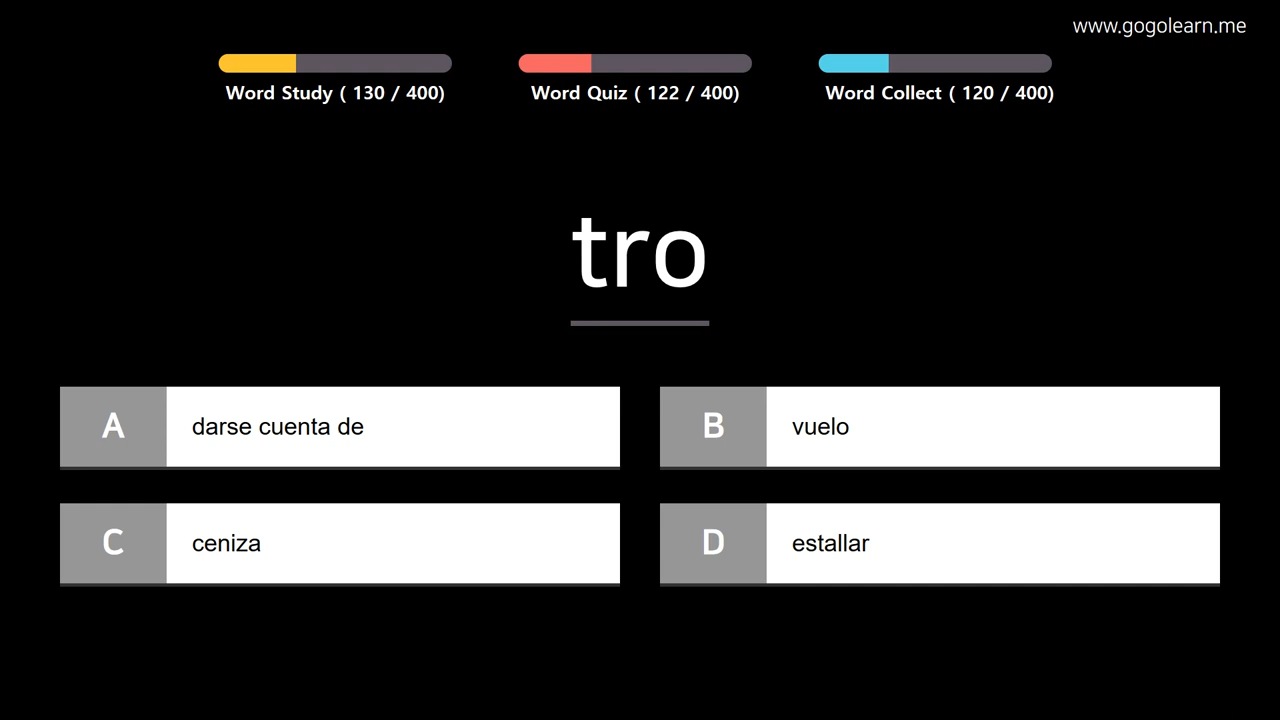 www.gogolearn.me
Word Study ( 130 / 400)
Word Quiz ( 122 / 400)
Word Collect ( 120 / 400)
tro
A darse cuenta de
B vuelo
C ceniza
D estallar